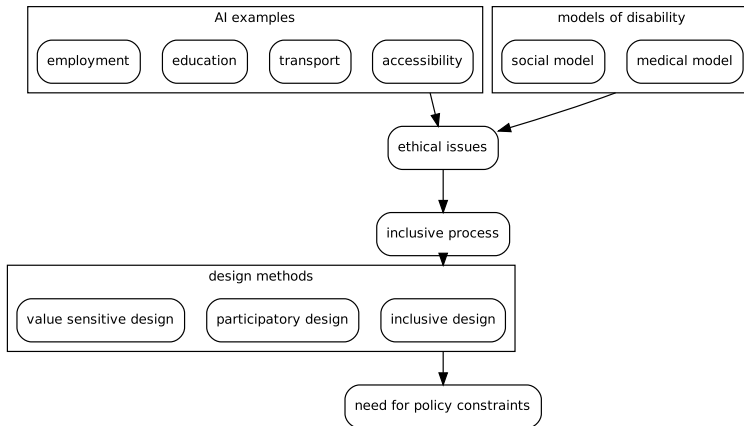 AI examples
models of disability
employment
education
transport
accessibility
social model
medical model
ethical issues
inclusive process
design methods
value sensitive design
participatory design
inclusive design
need for policy constraints